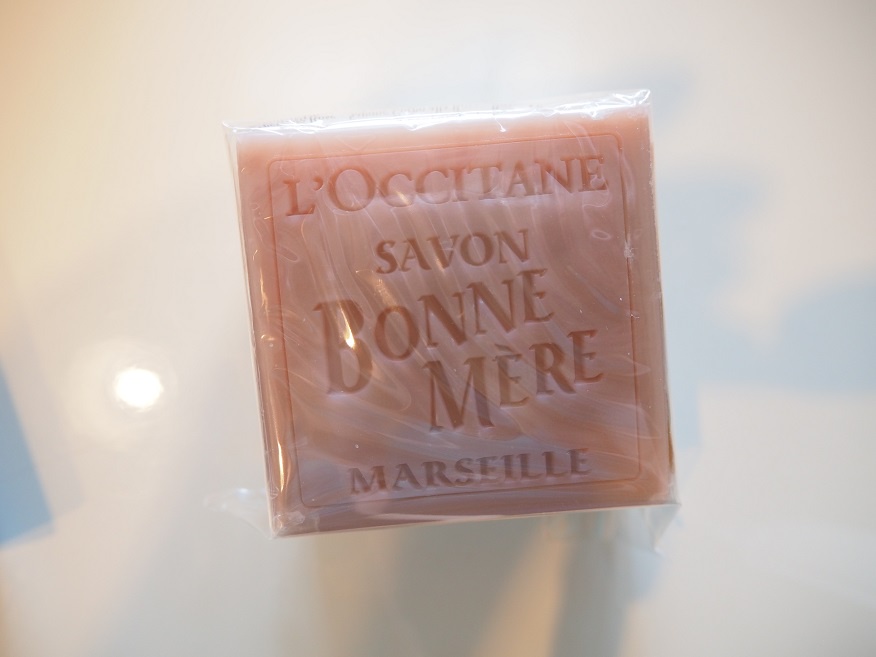 L'OCCITANE
SAVON
BONNE
MÈRE
MARSEILLE